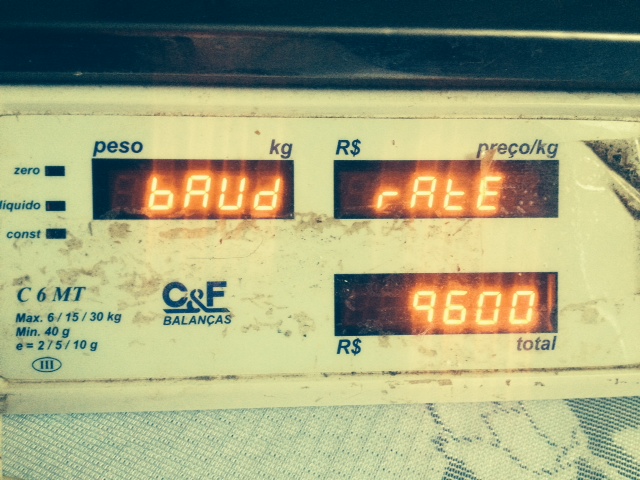 peso kg
R$ preço/kg
zero
líquido
const
bAUd
rAtE
C 6 MT
Max. 6 / 15 / 30 kg
Min. 40 g
e = 2 / 5 / 10 g
III
C&F
BALANÇAS
9600
R$ total